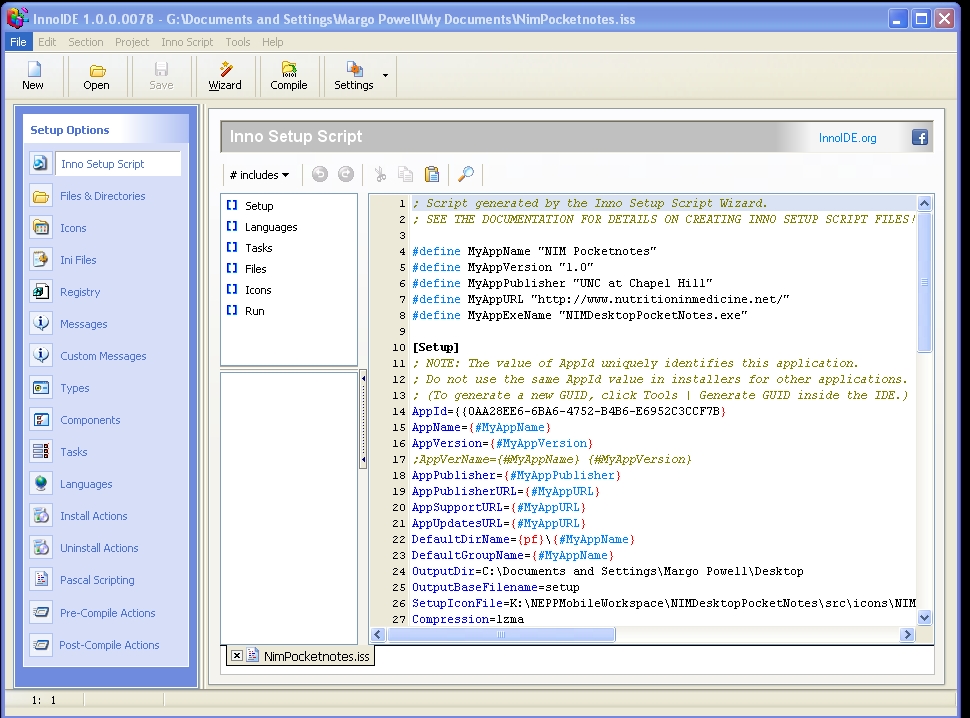 InnoIDE 1.0.0.0078 - G:\Documents and Settings\Margo Powell\My Documents\NimPocketnotes.iss
File Edit Section Project Inno Script Tools Help
New Open Save Wizard Compile Settings
Setup Options
Inno Setup Script
Files & Directories
Icons
Ini Files
Registry
Messages
Custom Messages
Types
Components
Tasks
Languages
Install Actions
Uninstall Actions
Pascal Scripting
Pre-Compile Actions
Post-Compile Actions
Inno Setup Script
InnoIDE.org
# includes
Setup
Languages
Tasks
Files
Icons
Run
1 ; Script generated by the Inno Setup Script Wizard.
2 ; SEE THE DOCUMENTATION FOR DETAILS ON CREATING INNO SETUP SCRIPT FILES!
3
4 #define MyAppName "NIM Pocketnotes"
5 #define MyAppVersion "1.0"
6 #define MyAppPublisher "UNC at Chapel Hill"
7 #define MyAppURL "http://www.nutritioninmedicine.net/"
8 #define MyAppExeName "NIMDesktopPocketNotes.exe"
9
10 [Setup]
11 ; NOTE: The value of AppId uniquely identifies this application.
12 ; Do not use the same AppId value in installers for other applications.
13 ; (To generate a new GUID, click Tools | Generate GUID inside the IDE.)
14 AppId={{0AA28EE6-6BA6-4752-B4B6-E6952C3CCF7B}
15 AppName={#MyAppName}
16 AppVersion={#MyAppVersion}
17 ;AppVerName={#MyAppName} {#MyAppVersion}
18 AppPublisher={#MyAppPublisher}
19 AppPublisherURL={#MyAppURL}
20 AppSupportURL={#MyAppURL}
21 AppUpdatesURL={#MyAppURL}
22 DefaultDirName={pf}\{#MyAppName}
23 DefaultGroupName={#MyAppName}
24 OutputDir=C:\Documents and Settings\Margo Powell\Desktop
25 OutputBaseFilename=setup
26 SetupIconFile=K:\NEPPMobileWorkspace\NIMDesktopPocketNotes\src\icons\NIM
27 Compression=lzma
NimPocketnotes.iss
1: 1